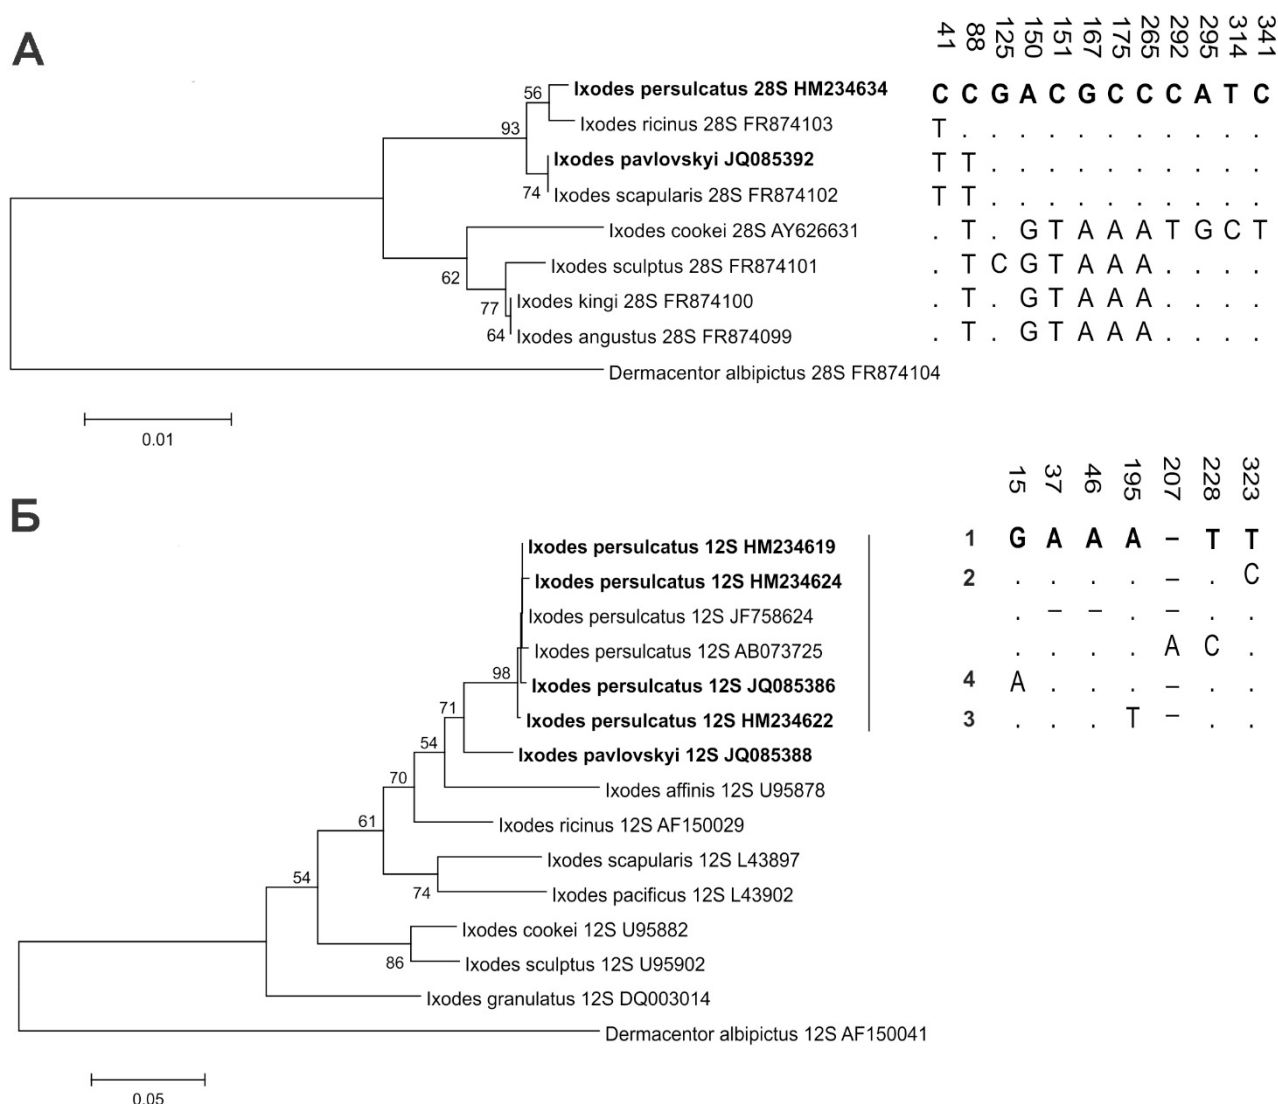 А
41 88 125 150 151 167 175 265 292 295 314 341
56 Ixodes persulcatus 28S HM234634 C C G A C G C C C A T C
Ixodes ricinus 28S FR874103 T . . . . . . . . . . .
93
Ixodes pavlovskyi JQ085392 T T . . . . . . . . . .
74 Ixodes scapularis 28S FR874102 T T . . . . . . . . . .
Ixodes cookei 28S AY626631 . T . G T A A A T G C T
62 Ixodes sculptus 28S FR874101 . T C G T A A A . . . .
77 Ixodes kingi 28S FR874100 . T . G T A A A . . . .
64 Ixodes angustus 28S FR874099 . T . G T A A A . . . .
Dermacentor albipictus 28S FR874104
0.01
Б
15 37 46 195 207 228 323
Ixodes persulcatus 12S HM234619 1 G A A A – T T
Ixodes persulcatus 12S HM234624 2 . . . . – . C
Ixodes persulcatus 12S JF758624 . – – . – . .
Ixodes persulcatus 12S AB073725 . . . . A C .
98 Ixodes persulcatus 12S JQ085386 4 A . . . – . .
71 Ixodes persulcatus 12S HM234622 3 . . . T – . .
54 Ixodes pavlovskyi 12S JQ085388
70 Ixodes affinis 12S U95878
61 Ixodes ricinus 12S AF150029
Ixodes scapularis 12S L43897
74 Ixodes pacificus 12S L43902
54
Ixodes cookei 12S U95882
86 Ixodes sculptus 12S U95902
Ixodes granulatus 12S DQ003014
Dermacentor albipictus 12S AF150041
0.05